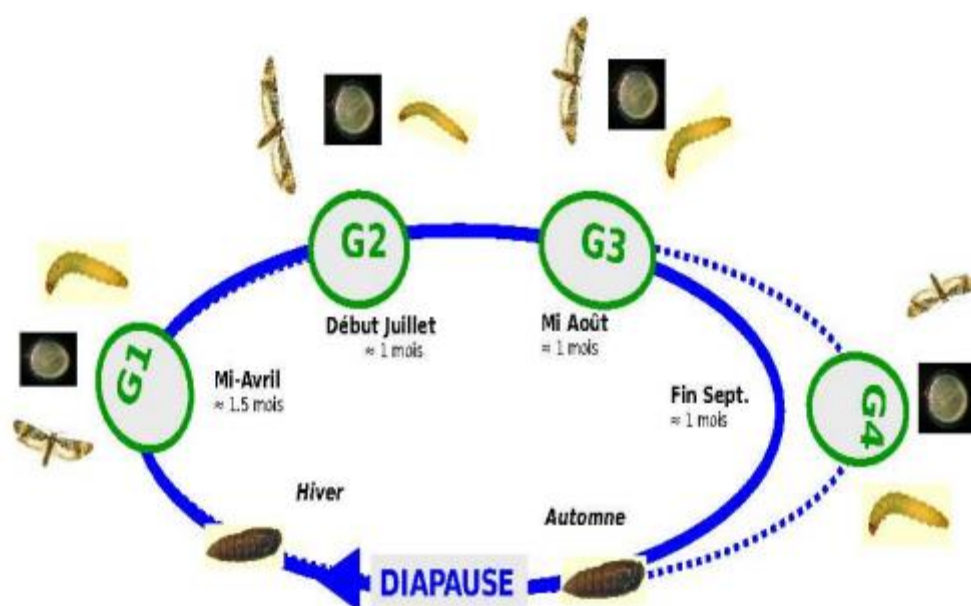 G2
G3
Début Juillet
≈ 1 mois
Mi Août
≈ 1 mois
G1
Mi-Avril
≈ 1.5 mois
Fin Sept.
≈ 1 mois
G4
Hiver
Automne
DIAPAUSE